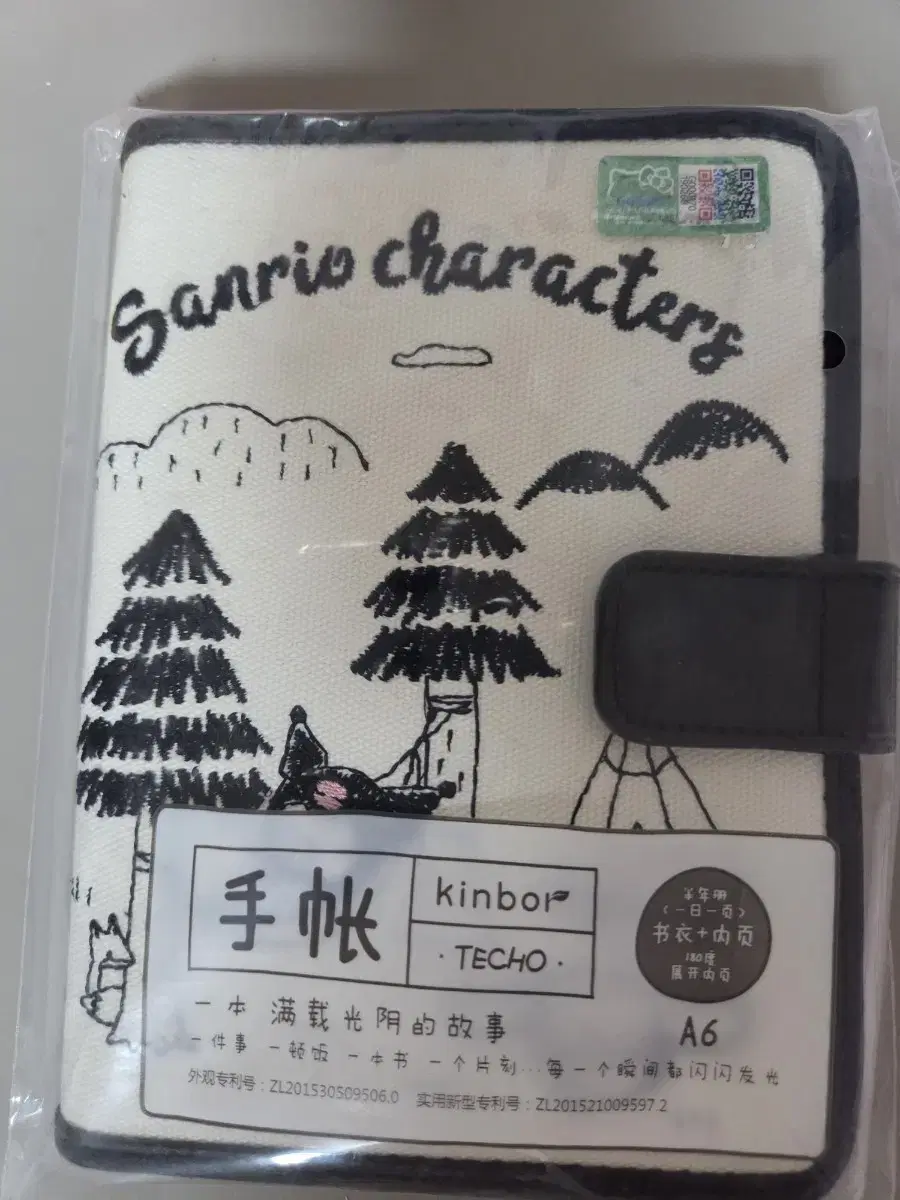 Sanrio characters
手帐
kinbor
·TECHO·
半年册
(一日一页)
书衣+内页
180度
展开内页
A6
一本 满载光阴的故事
一件事 一顿饭 一本书 一个片刻…每一个瞬间都闪闪发光
外观专利号：ZL201530509506.0 实用新型专利号：ZL201521009597.2